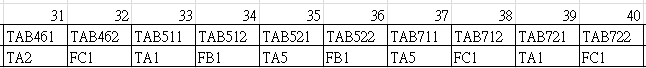 31 32 33 34 35 36 37 38 39 40
TAB461 TAB462 TAB511 TAB512 TAB521 TAB522 TAB711 TAB712 TAB721 TAB722
TA2 FC1 TA1 FB1 TA5 FB1 TA5 FC1 TA1 FC1